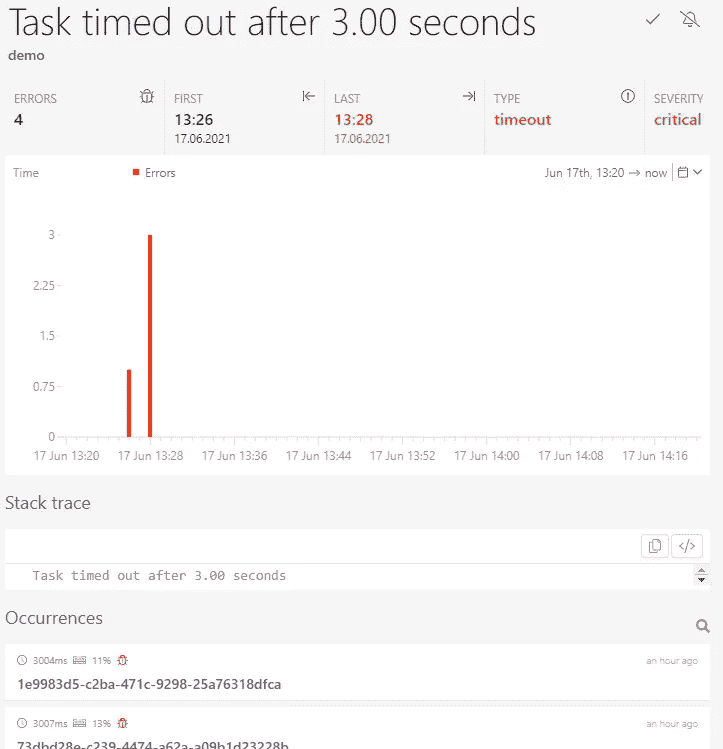 Task timed out after 3.00 seconds
demo
ERRORS
4
FIRST
13:26
17.06.2021
LAST
13:28
17.06.2021
TYPE
timeout
SEVERITY
critical
Time
Errors
Jun 17th, 13:20 → now
3
2.25
1.5
0.75
0
17 Jun 13:20 17 Jun 13:28 17 Jun 13:36 17 Jun 13:44 17 Jun 13:52 17 Jun 14:00 17 Jun 14:08 17 Jun 14:16
Stack trace
</>
Task timed out after 3.00 seconds
Occurrences
3004ms 11% an hour ago
1e9983d5-c2ba-471c-9298-25a76318dfca
3007ms 13% an hour ago
73dbd28e-c239-4474-a62a-a09b1d23228b